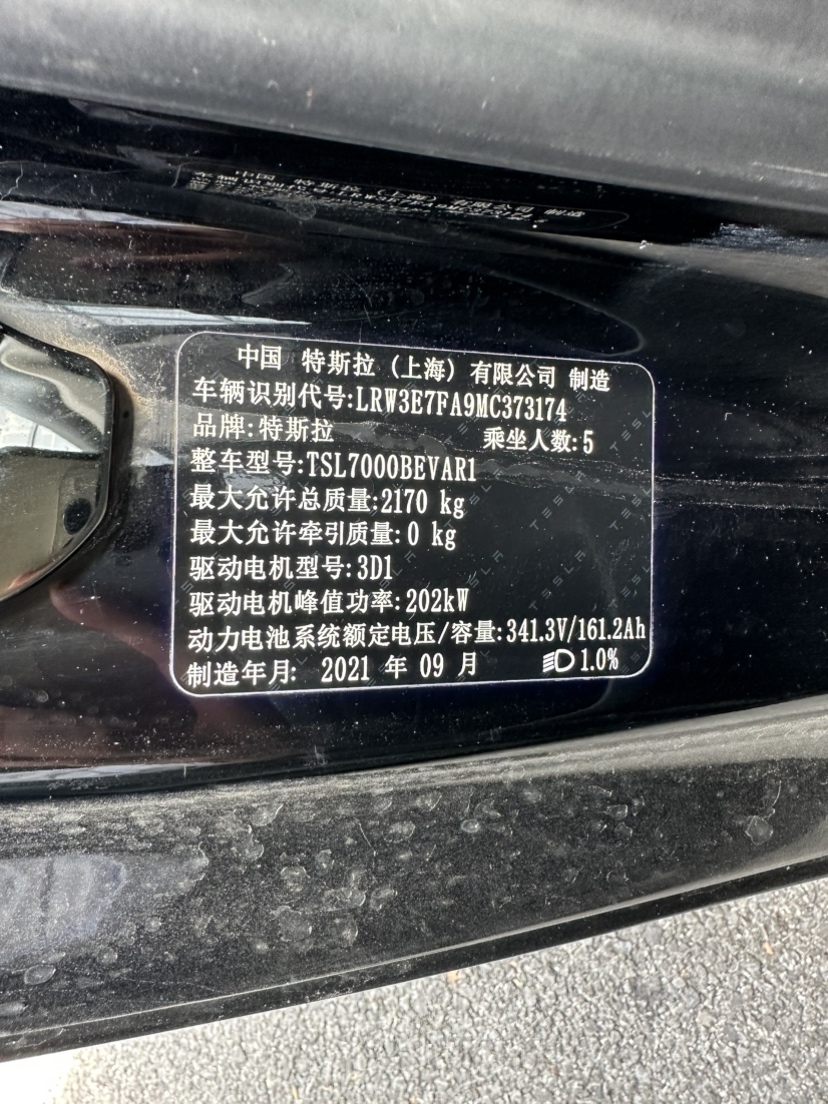 中国 特斯拉（上海）有限公司 制造
车辆识别代号:LRW3E7FA9MC373174
品牌:特斯拉 乘坐人数:5
整车型号:TSL7000BEVAR1
最大允许总质量:2170 kg
最大允许牵引质量:0 kg
驱动电机型号:3D1
驱动电机峰值功率:202kW
动力电池系统额定电压/容量:341.3V/161.2Ah
制造年月: 2021 年 09 月 1.0%